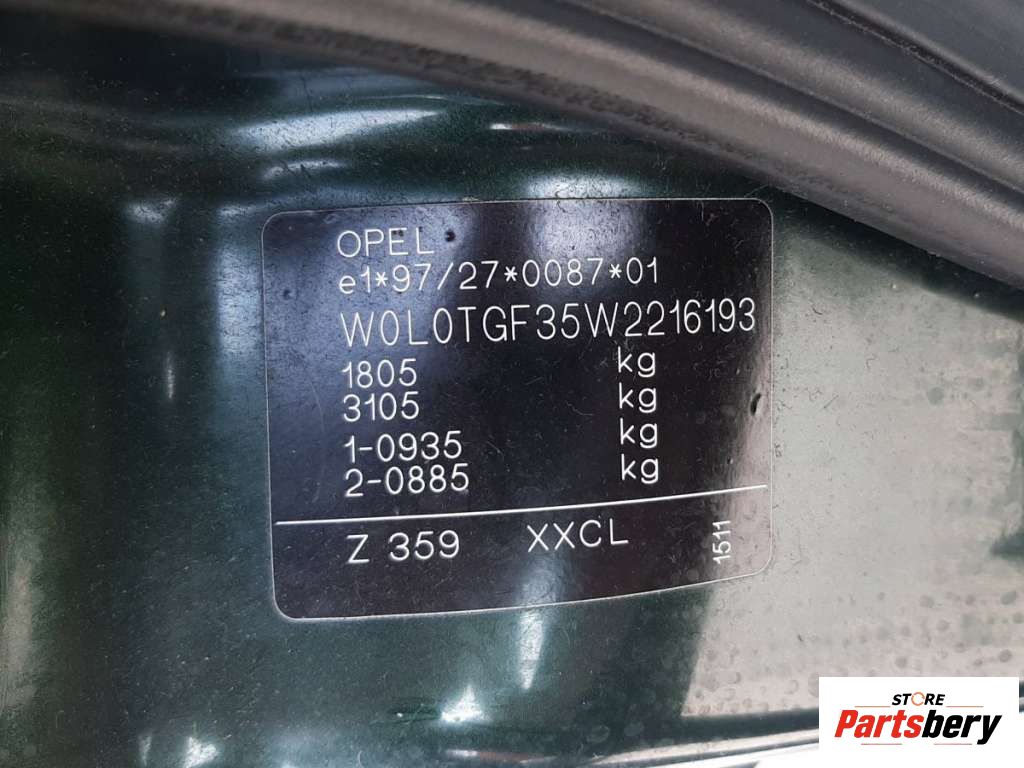 OPEL
e1*97/27*0087*01
W0L0TGF35W2216193
1805 kg
3105 kg
1-0935 kg
2-0885 kg
Z 359 XXCL 1511
STORE
Partsbery